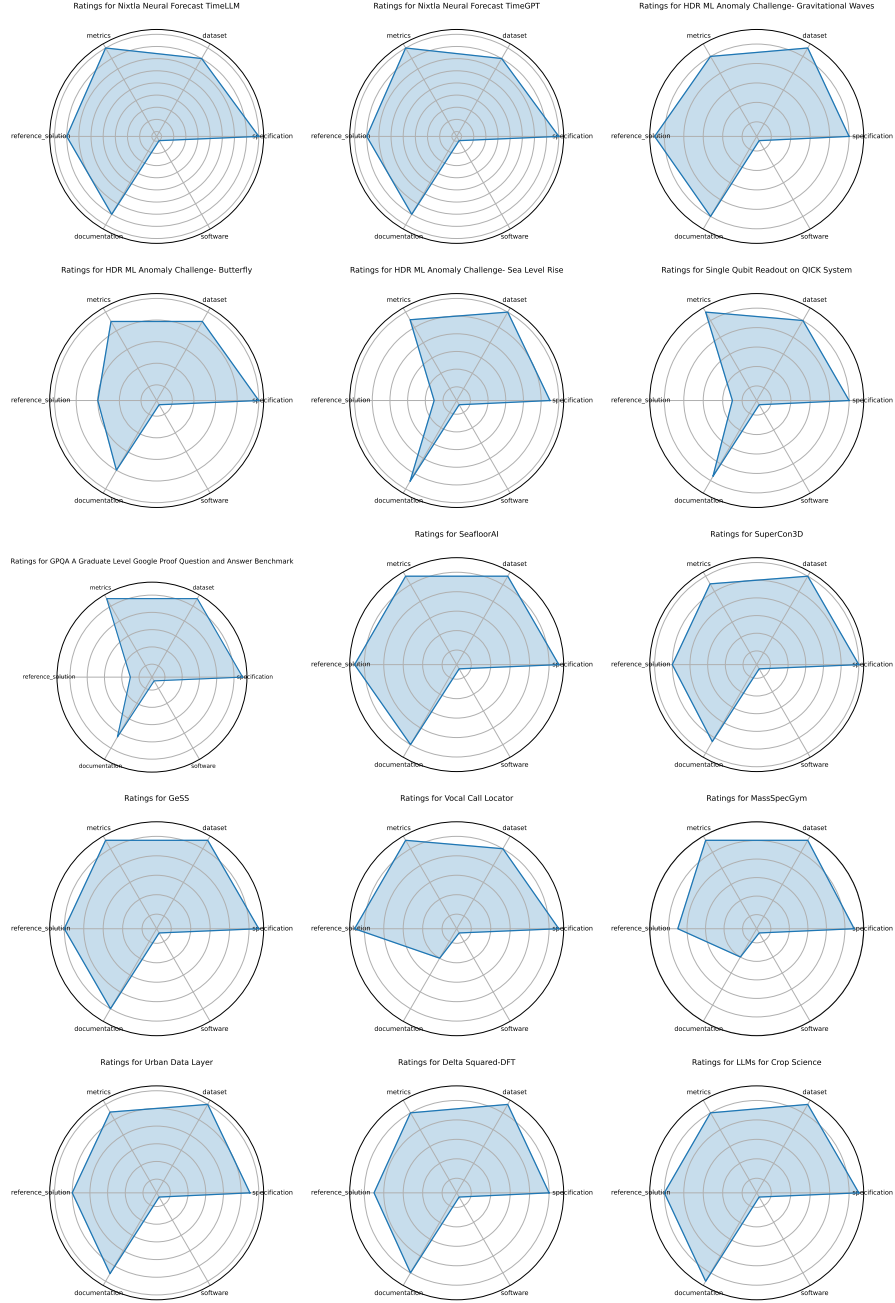 Ratings for Nixtla Neural Forecast TimeLLM
metrics
dataset
reference_solution
specification
documentation
software
Ratings for Nixtla Neural Forecast TimeGPT
metrics
dataset
reference_solution
specification
documentation
software
Ratings for HDR ML Anomaly Challenge- Gravitational Waves
metrics
dataset
reference_solution
specification
documentation
software
Ratings for HDR ML Anomaly Challenge- Butterfly
metrics
dataset
reference_solution
specification
documentation
software
Ratings for HDR ML Anomaly Challenge- Sea Level Rise
metrics
dataset
reference_solution
specification
documentation
software
Ratings for Single Qubit Readout on QICK System
metrics
dataset
reference_solution
specification
documentation
software
Ratings for GPQA A Graduate Level Google Proof Question and Answer Benchmark
metrics
dataset
reference_solution
specification
documentation
software
Ratings for SeafloorAI
metrics
dataset
reference_solution
specification
documentation
software
Ratings for SuperCon3D
metrics
dataset
reference_solution
specification
documentation
software
Ratings for GeSS
metrics
dataset
reference_solution
specification
documentation
software
Ratings for Vocal Call Locator
metrics
dataset
reference_solution
specification
documentation
software
Ratings for MassSpecGym
metrics
dataset
reference_solution
specification
documentation
software
Ratings for Urban Data Layer
metrics
dataset
reference_solution
specification
documentation
software
Ratings for Delta Squared-DFT
metrics
dataset
reference_solution
specification
documentation
software
Ratings for LLMs for Crop Science
metrics
dataset
reference_solution
specification
documentation
software